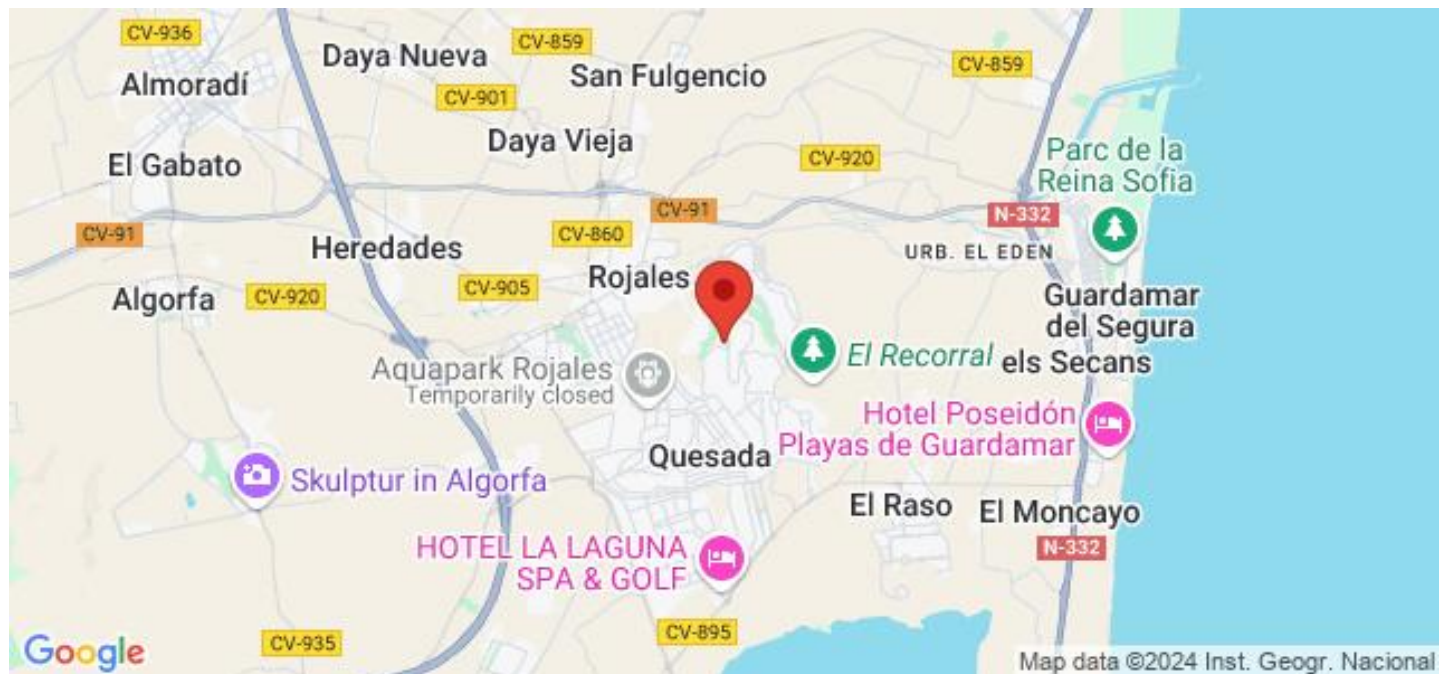 CV-936
Daya Nueva
CV-859
San Fulgencio
CV-859
Almoradí
CV-901
Daya Vieja
Parc de la
Reina Sofia
El Gabato
CV-920
CV-91
N-332
CV-91
CV-860
Heredades
URB. EL EDEN
Rojales
Algorfa
CV-920
CV-905
Guardamar
del Segura
El Recorral
els Secans
Aquapark Rojales
Temporarily closed
Hotel Poseidón
Playas de Guardamar
Quesada
Skulptur in Algorfa
El Raso
El Moncayo
HOTEL LA LAGUNA
SPA & GOLF
N-332
CV-895
CV-935
Google
Map data ©2024 Inst. Geogr. Nacional